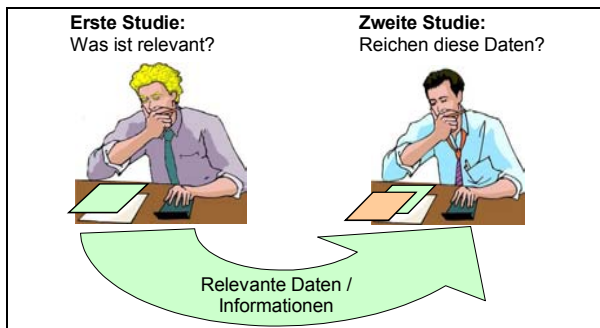 Erste Studie:
Was ist relevant?
Zweite Studie:
Reichen diese Daten?
Relevante Daten /
Informationen